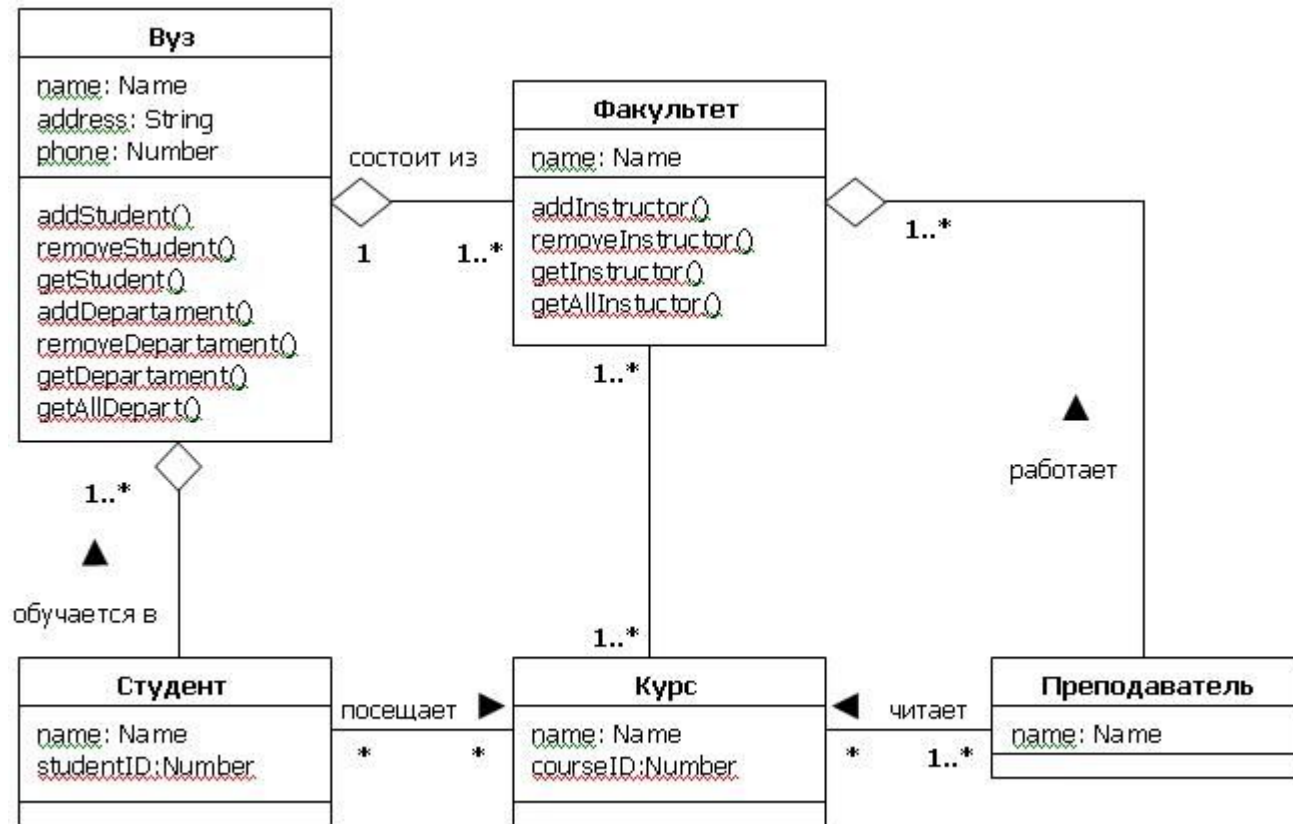 Вуз
name: Name
address: String
phone: Number
addStudent()
removeStudent()
getStudent()
addDepartament()
removeDepartament()
getDepartament()
getAllDepart()
состоит из
1
1..*
Факультет
name: Name
addInstructor()
removeInstructor()
getInstructor()
getAllInstuctor()
1..*
1..*
работает
1..*
обучается в
1..*
Студент
name: Name
studentID:Number
посещает
*
*
Курс
name: Name
courseID:Number
читает
*
1..*
Преподаватель
name: Name